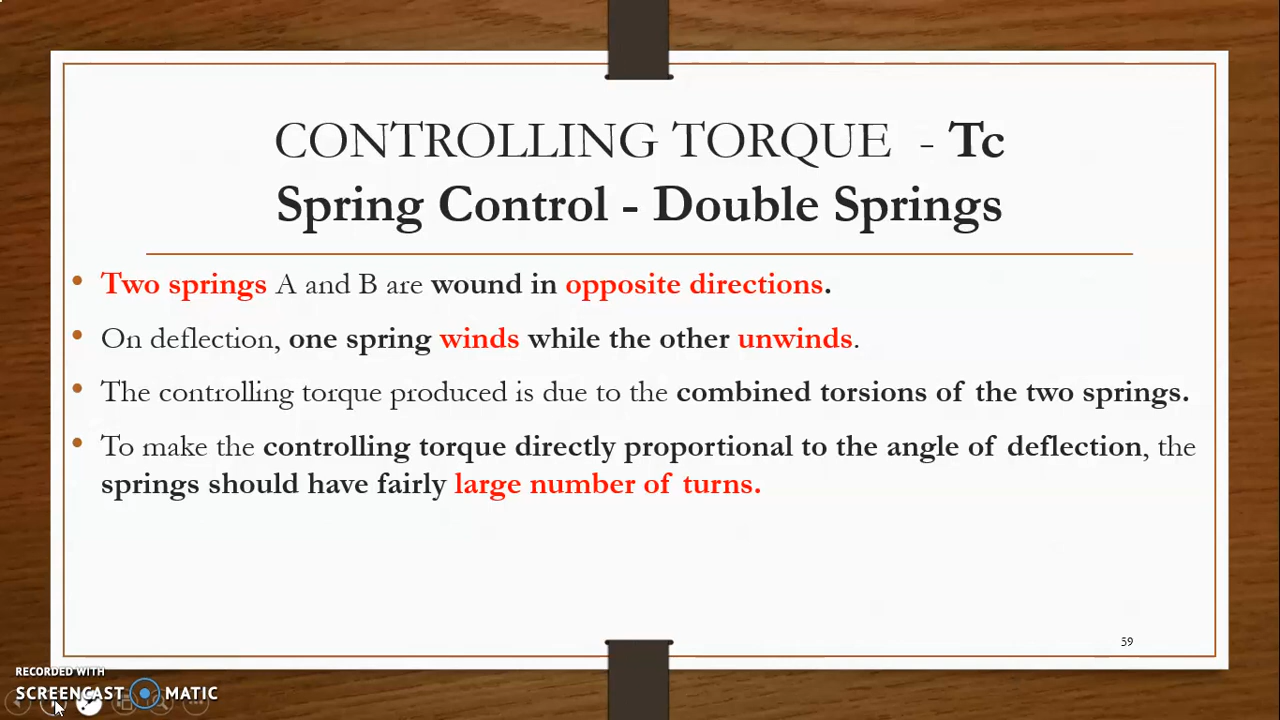 CONTROLLING TORQUE - Tc
Spring Control - Double Springs
• Two springs A and B are wound in opposite directions.
• On deflection, one spring winds while the other unwinds.
• The controlling torque produced is due to the combined torsions of the two springs.
• To make the controlling torque directly proportional to the angle of deflection, the
springs should have fairly large number of turns.
59
RECORDED WITH
SCREENCAST MATIC